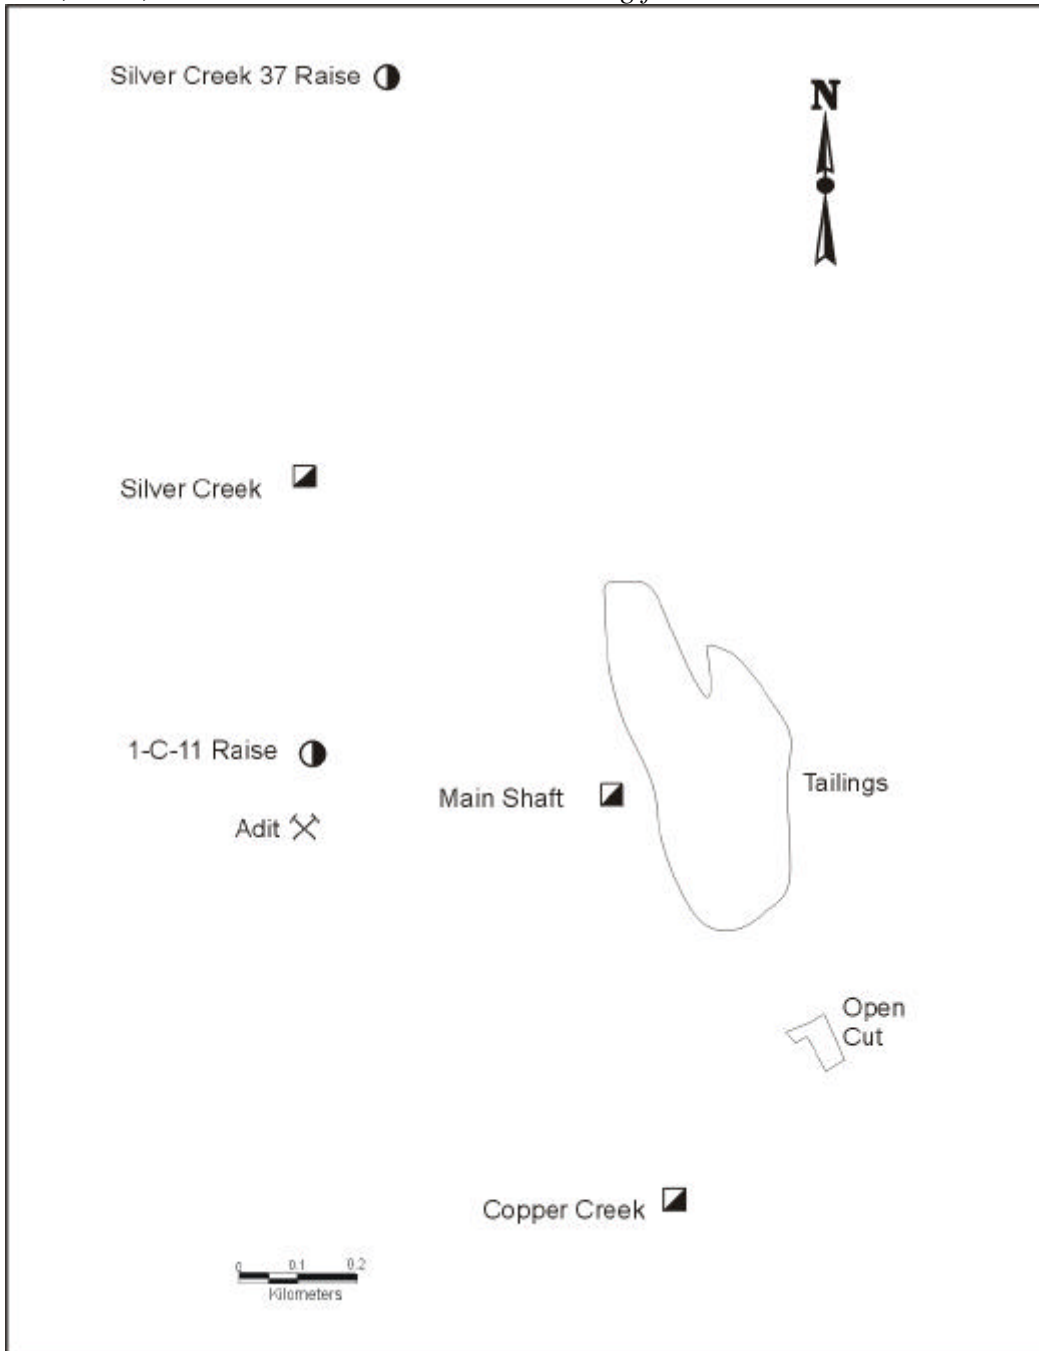 Silver Creek 37 Raise
N
Silver Creek
1-C-11 Raise
Main Shaft
Tailings
Adit
Open
Cut
Copper Creek
0 0.1 0.2
Kilometers